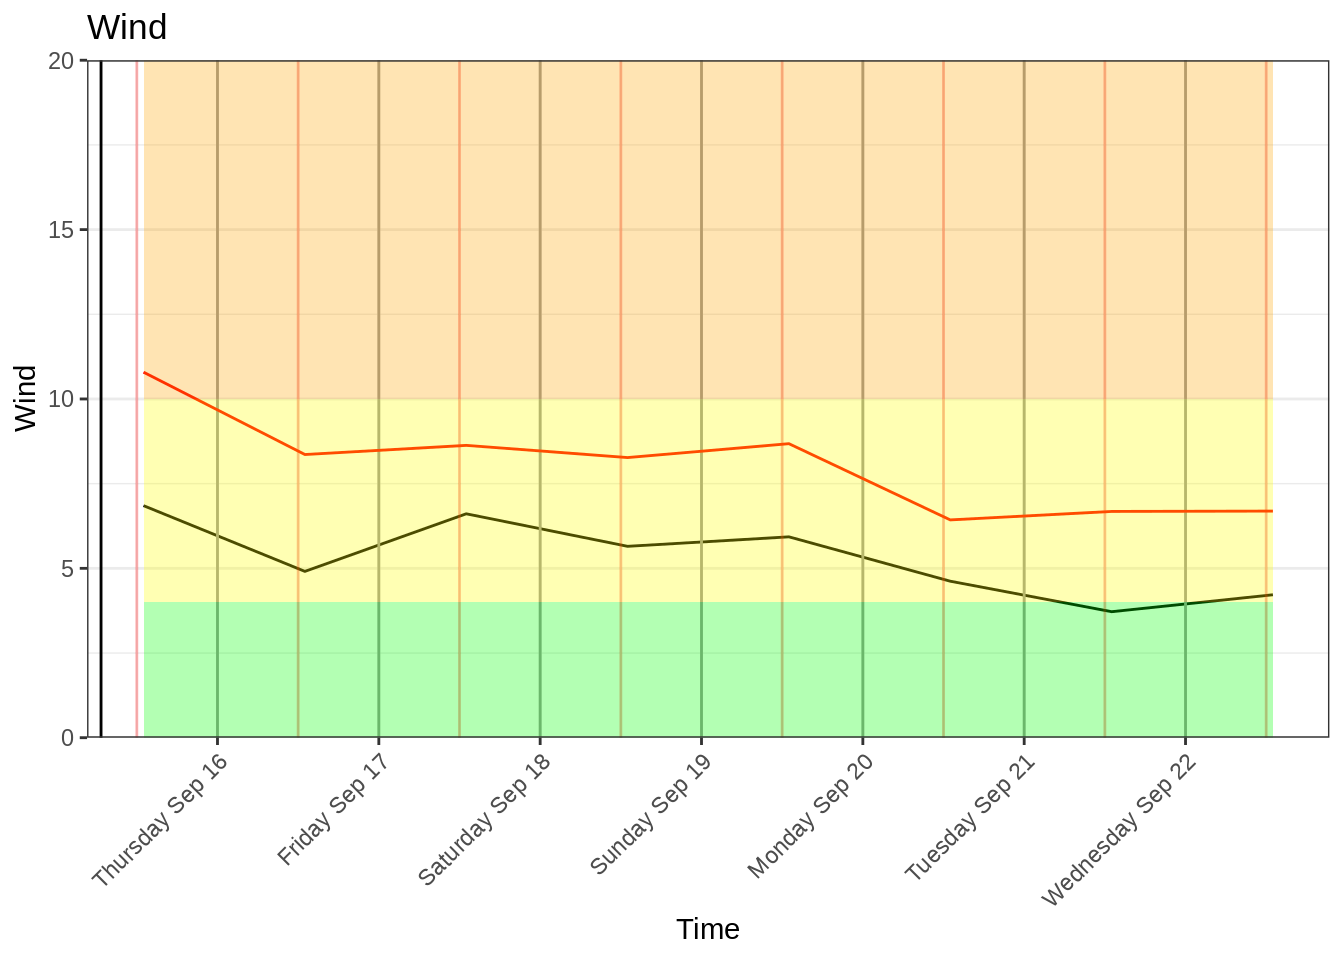 Wind
20
15
10
5
0
Wind
Thursday Sep 16
Friday Sep 17
Saturday Sep 18
Sunday Sep 19
Monday Sep 20
Tuesday Sep 21
Wednesday Sep 22
Time